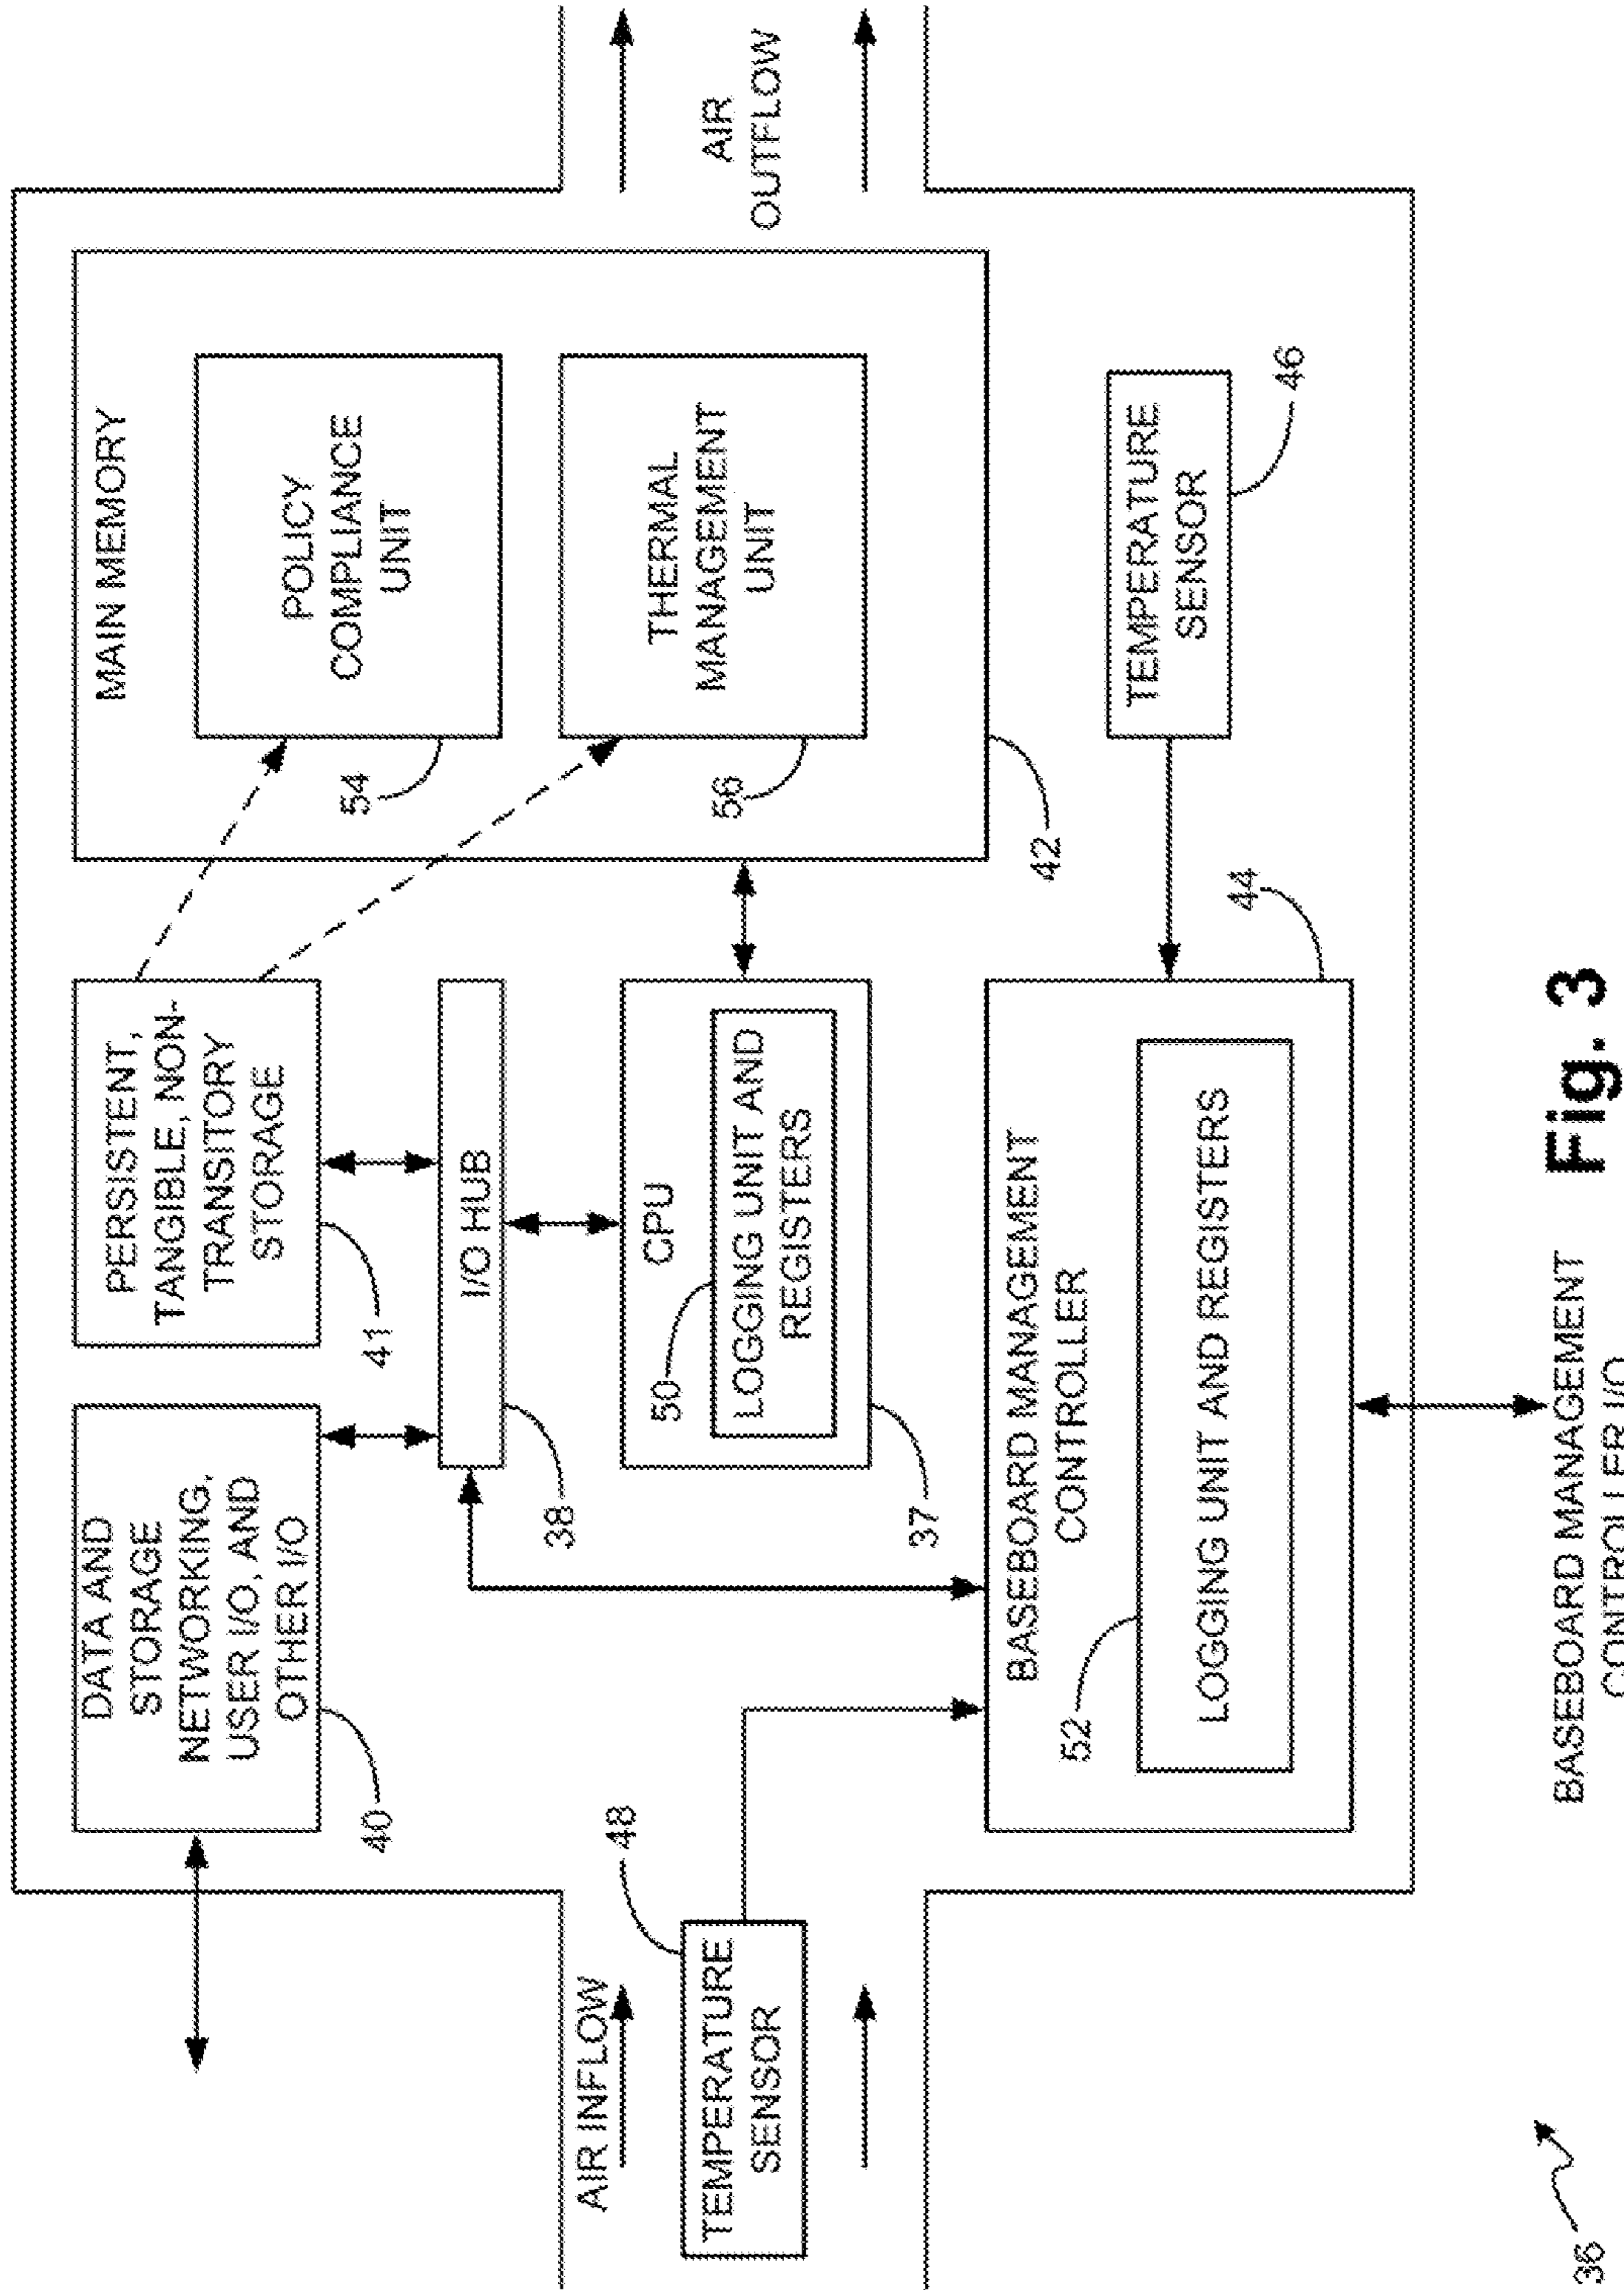 DATA AND
STORAGE
NETWORKING,
USER I/O, AND
OTHER I/O
40
PERSISTENT,
TANGIBLE, NON-
TRANSITORY
STORAGE
41
I/O HUB
38
CPU
50
LOGGING UNIT AND
REGISTERS
37
MAIN MEMORY
POLICY
COMPLIANCE
UNIT
54
THERMAL
MANAGEMENT
UNIT
56
42
AIR INFLOW
TEMPERATURE
SENSOR
48
AIR
OUTFLOW
BASEBOARD MANAGEMENT
CONTROLLER
52
LOGGING UNIT AND REGISTERS
44
TEMPERATURE
SENSOR
46
BASEBOARD MANAGEMENT
CONTROLLER I/O
36
Fig. 3